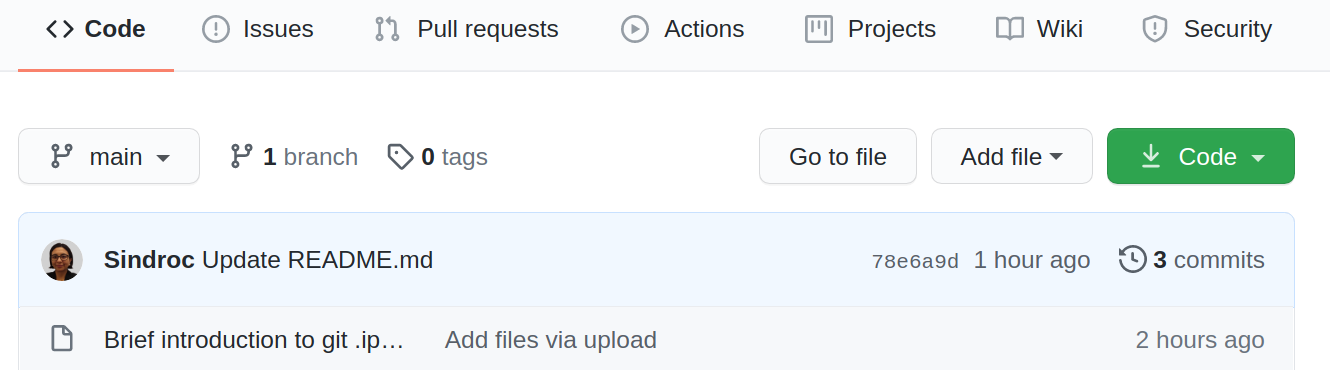 Code Issues Pull requests Actions Projects Wiki Security
main 1 branch 0 tags Go to file Add file Code
Sindroc Update README.md 78e6a9d 1 hour ago 3 commits
Brief introduction to git .ip… Add files via upload 2 hours ago